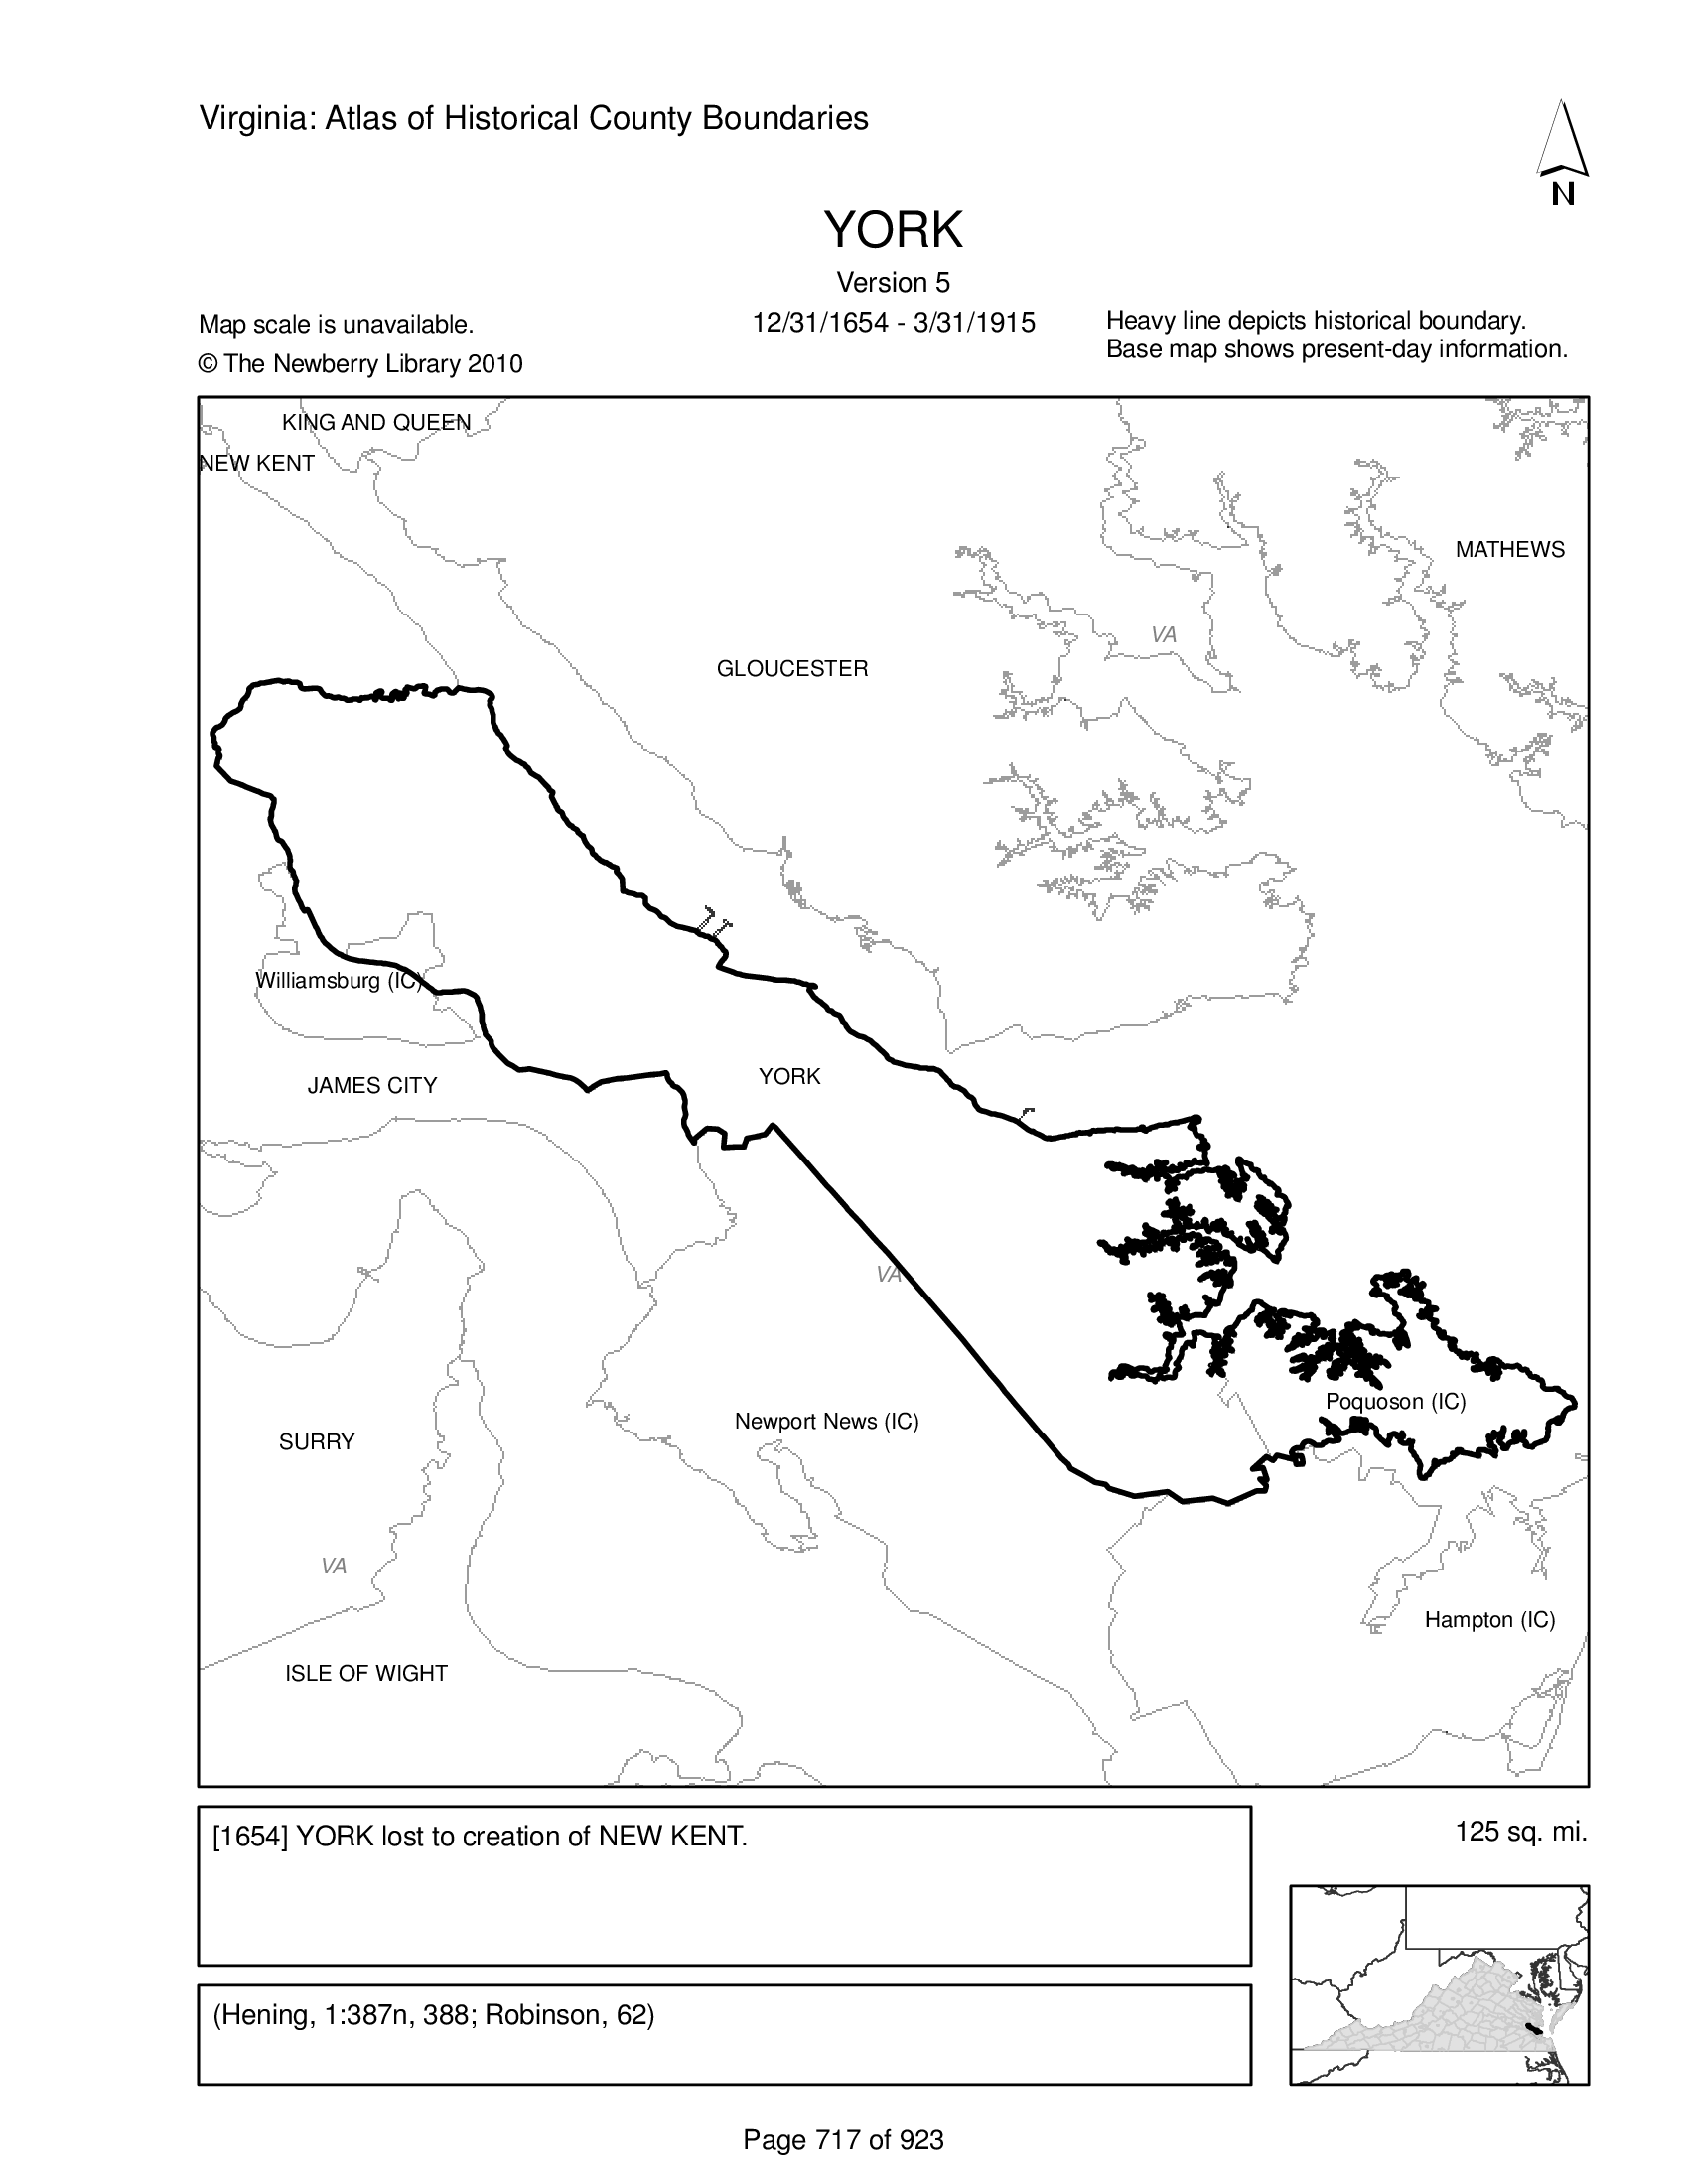 Virginia: Atlas of Historical County Boundaries
N
YORK
Version 5
12/31/1654 - 3/31/1915
Map scale is unavailable.
© The Newberry Library 2010
Heavy line depicts historical boundary.
Base map shows present-day information.
KING AND QUEEN
NEW KENT
MATHEWS
VA
GLOUCESTER
Williamsburg (IC)
YORK
JAMES CITY
VA
Poquoson (IC)
Newport News (IC)
SURRY
VA
Hampton (IC)
ISLE OF WIGHT
[1654] YORK lost to creation of NEW KENT.
125 sq. mi.
(Hening, 1:387n, 388; Robinson, 62)
Page 717 of 923